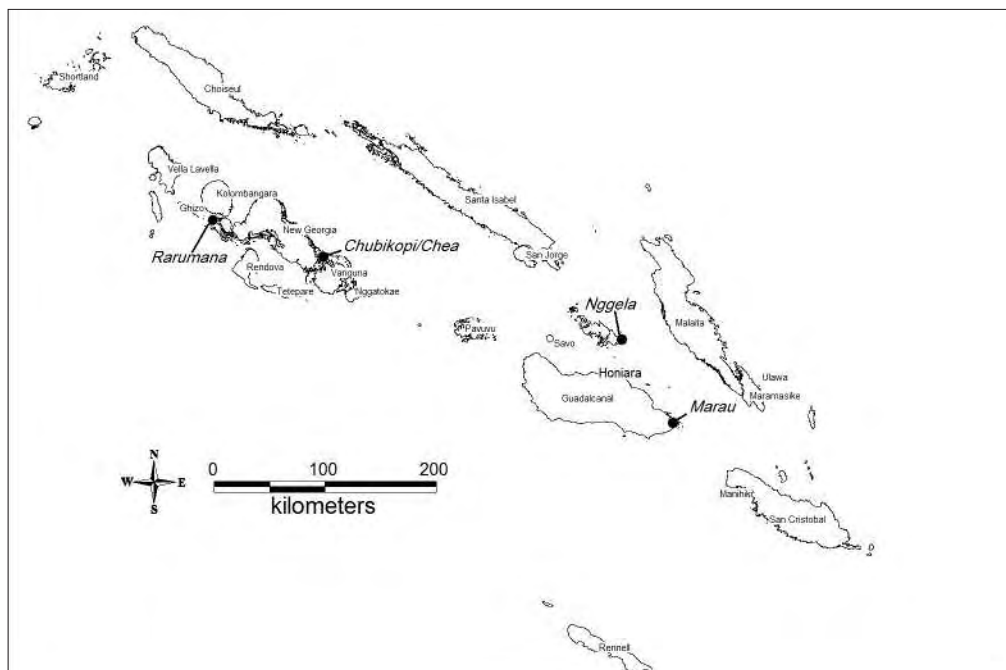 Shortland
Choiseul
Vella Lavella
Kolombangara
Ghizo
Santa Isabel
New Georgia
Rarumana
Chubikopi/Chea
San Jorge
Rendova
Vanguna
Tetepare
Nggatokae
Nggela
Malaita
Pavuvu
Savo
Honiara
Ulawa
Guadalcanal
Maramasike
Marau
N
W E
S
0 100 200
kilometers
Manihiki
San Cristobal
Rennell